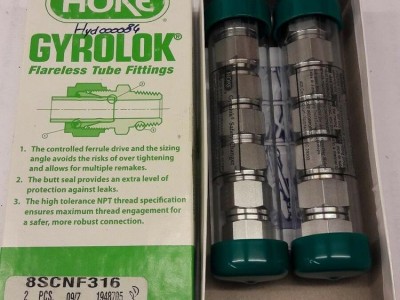 HOKE®
Hyd000084
GYROLOK®
Flareless Tube Fittings
1. The controlled ferrule drive and the sizing
angle avoids the risks of over tightening
and allows for multiple remakes.
2. The butt seal provides an extra level of
protection against leaks.
3. The high tolerance NPT thread specification
ensures maximum thread engagement for
a safer, more robust connection.
8SCNF316
2 PCS. 09/7 1948705